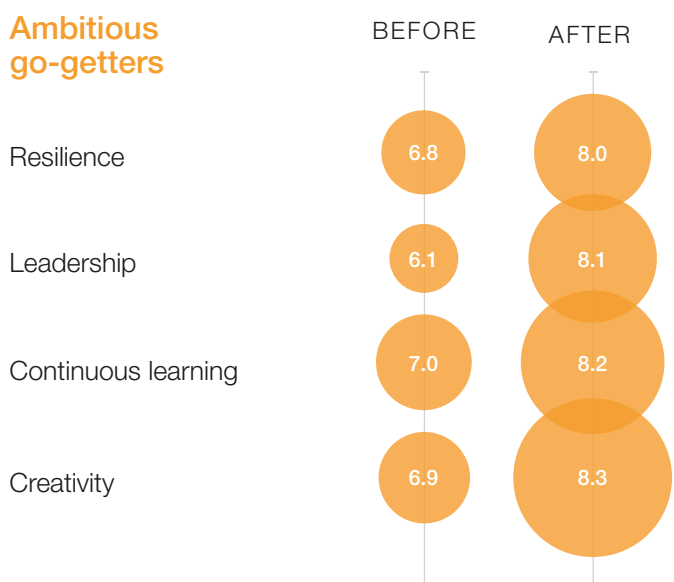 Ambitious
go-getters
BEFORE
AFTER
Resilience
6.8
8.0
Leadership
6.1
8.1
Continuous learning
7.0
8.2
Creativity
6.9
8.3